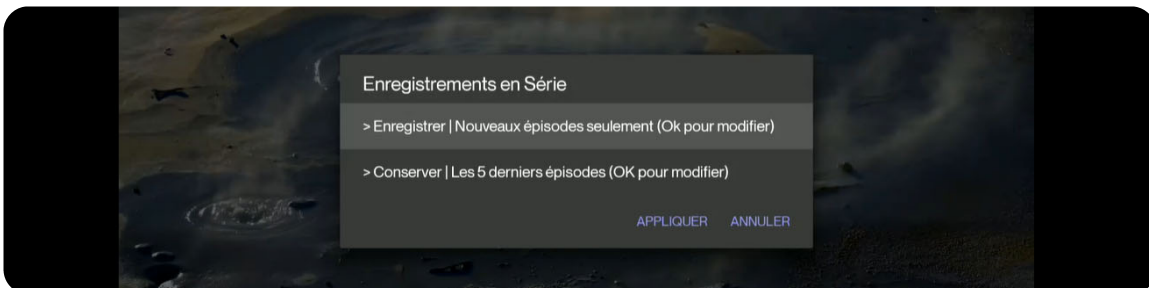 Enregistrements en Série
> Enregistrer | Nouveaux épisodes seulement (Ok pour modifier)
> Conserver | Les 5 derniers épisodes (OK pour modifier)
APPLIQUER ANNULER